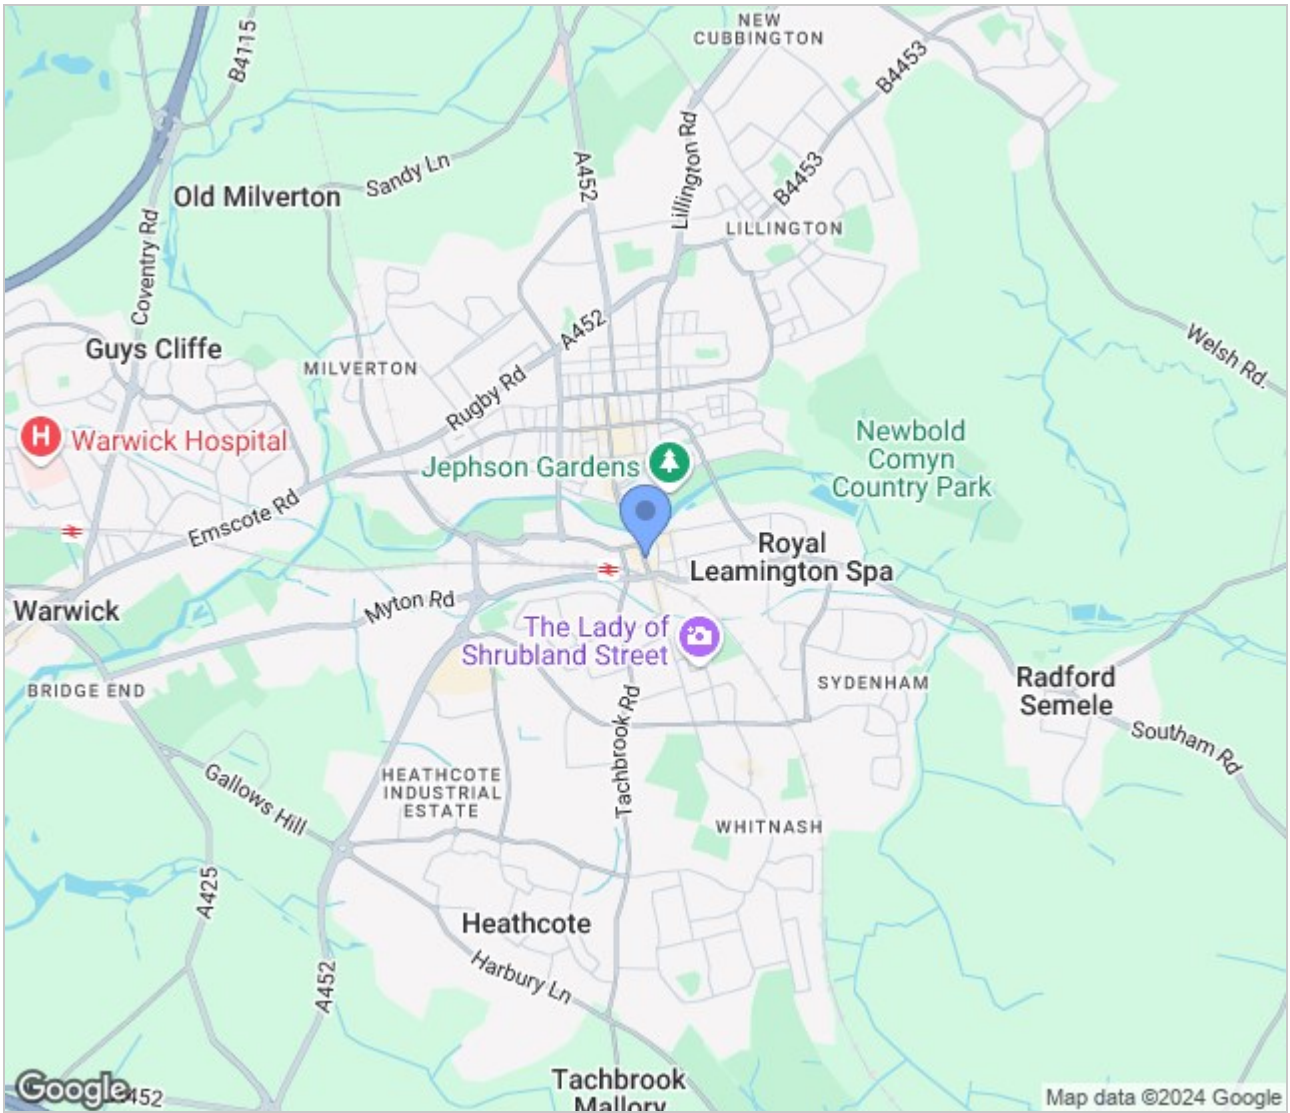 NEW
CUBBINGTON
B4115
B4453
Lillington Rd
A452
Sandy Ln
B4453
Old Milverton
LILLINGTON
Coventry Rd
A452
Guys Cliffe
MILVERTON
Welsh Rd.
Rugby Rd
Warwick Hospital
H
Jephson Gardens
Newbold
Comyn
Country Park
Emscote Rd
Royal
Leamington Spa
Myton Rd
Warwick
The Lady of
Shrubland Street
BRIDGE END
SYDENHAM
Radford
Semele
Tachbrook Rd
Southam Rd
Gallows Hill
HEATHCOTE
INDUSTRIAL
ESTATE
WHITNASH
A425
Heathcote
Harbury Ln
A452
Tachbrook
Mallory
Google
A452
Map data ©2024 Google